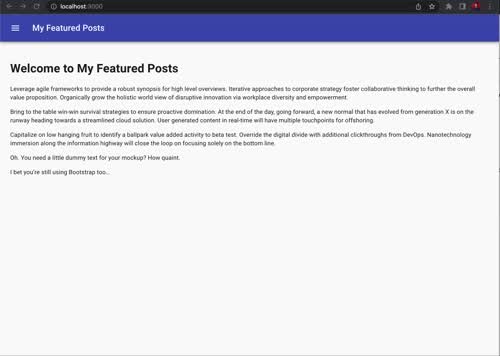 localhost:3000
My Featured Posts
Welcome to My Featured Posts
Leverage agile frameworks to provide a robust synopsis for high level overviews. Iterative approaches to corporate strategy foster collaborative thinking to further the overall
value proposition. Organically grow the holistic world view of disruptive innovation via workplace diversity and empowerment.
Bring to the table win-win survival strategies to ensure proactive domination. At the end of the day, going forward, a new normal that has evolved from generation X is on the
runway heading towards a streamlined cloud solution. User generated content in real-time will have multiple touchpoints for offshoring.
Capitalize on low hanging fruit to identify a ballpark value added activity to beta test. Override the digital divide with additional clickthroughs from DevOps. Nanotechnology
immersion along the information highway will close the loop on focusing solely on the bottom line.
Oh. You need a little dummy text for your mockup? How quaint.
I bet you're still using Bootstrap too…